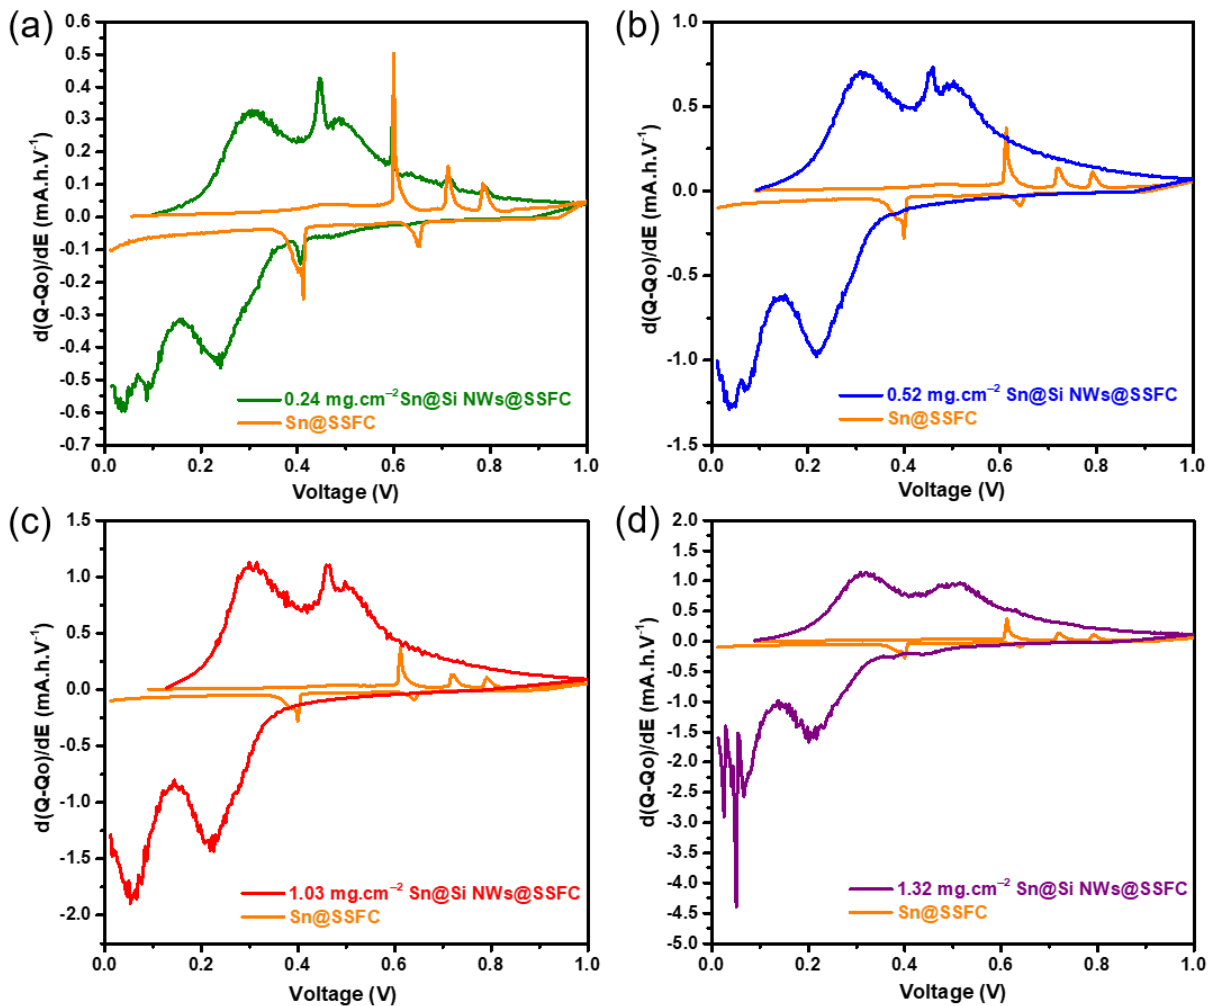 (a)
0.6
0.5
0.4
0.3
0.2
0.1
0.0
-0.1
-0.2
-0.3
-0.4
-0.5
-0.6
-0.7
d(Q-Qo)/dE (mA.h.V⁻¹)
0.24 mg.cm⁻² Sn@Si NWs@SSFC
Sn@SSFC
0.0 0.2 0.4 0.6 0.8 1.0
Voltage (V)
(b)
1.0
0.5
0.0
-0.5
-1.0
-1.5
d(Q-Qo)/dE (mA.h.V⁻¹)
0.52 mg.cm⁻² Sn@Si NWs@SSFC
Sn@SSFC
0.0 0.2 0.4 0.6 0.8 1.0
Voltage (V)
(c)
1.5
1.0
0.5
0.0
-0.5
-1.0
-1.5
-2.0
d(Q-Qo)/dE (mA.h.V⁻¹)
1.03 mg.cm⁻² Sn@Si NWs@SSFC
Sn@SSFC
0.0 0.2 0.4 0.6 0.8 1.0
Voltage (V)
(d)
2.0
1.5
1.0
0.5
0.0
-0.5
-1.0
-1.5
-2.0
-2.5
-3.0
-3.5
-4.0
-4.5
-5.0
d(Q-Qo)/dE (mA.h.V⁻¹)
1.32 mg.cm⁻² Sn@Si NWs@SSFC
Sn@SSFC
0.0 0.2 0.4 0.6 0.8 1.0
Voltage (V)